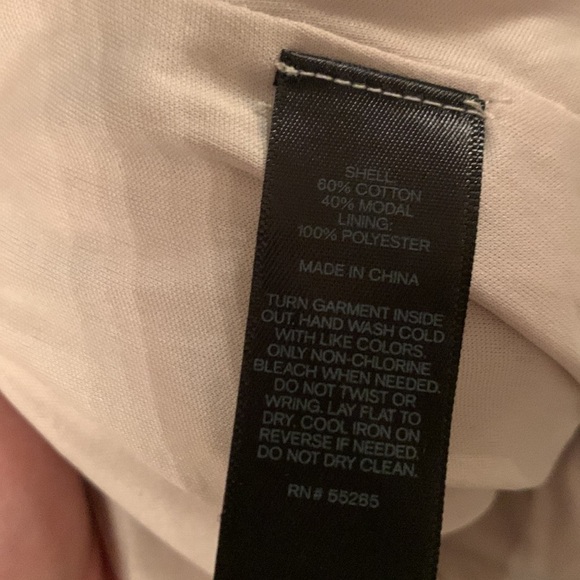 SHELL:
60% COTTON
40% MODAL
LINING:
100% POLYESTER
MADE IN CHINA
TURN GARMENT INSIDE
OUT. HAND WASH COLD
WITH LIKE COLORS.
ONLY NON-CHLORINE
BLEACH WHEN NEEDED.
DO NOT TWIST OR
WRING. LAY FLAT TO
DRY. COOL IRON ON
REVERSE IF NEEDED.
DO NOT DRY CLEAN.
RN# 55285